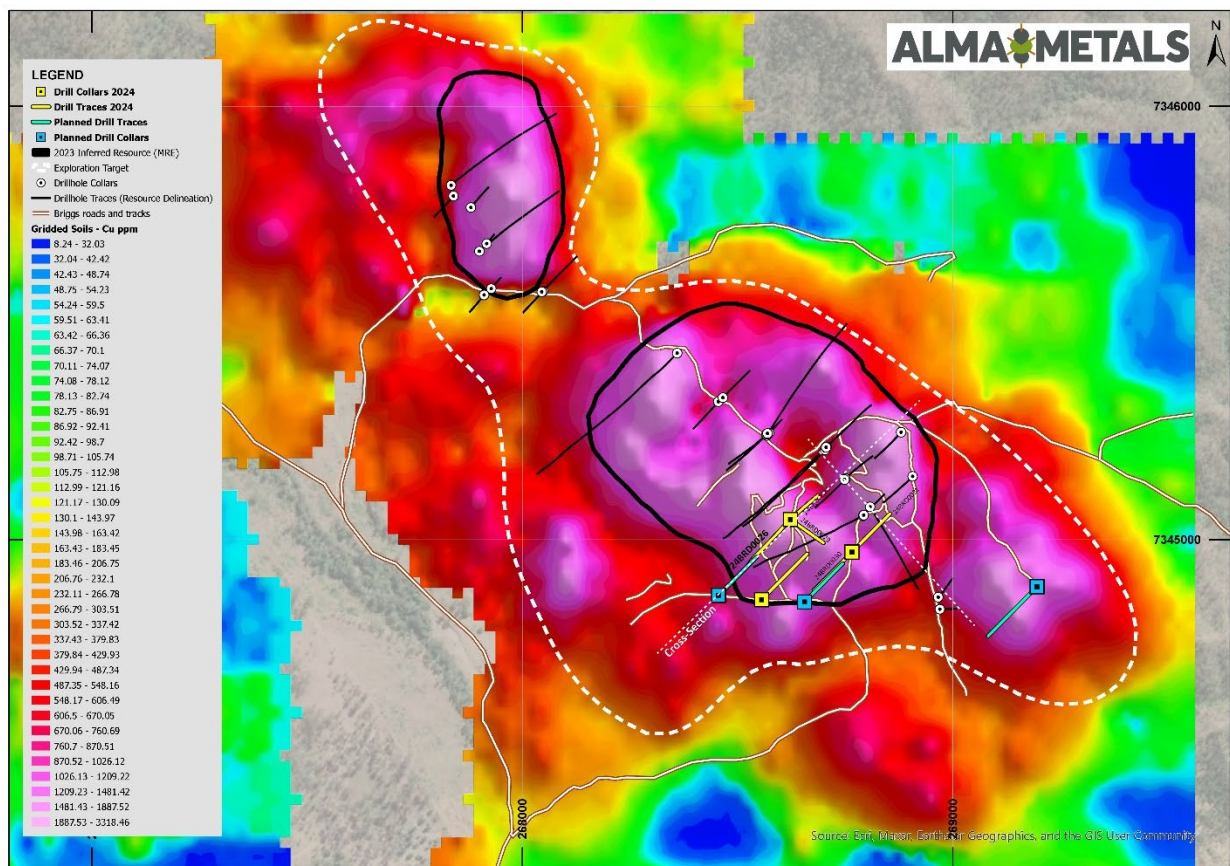 ALMA METALS
N
LEGEND
Drill Collars 2024
Drill Traces 2024
Planned Drill Traces
Planned Drill Collars
2023 Inferred Resource (MRE)
Exploration Target
Drillhole Collars
Drillhole Traces (Resource Delineation)
Briggs roads and tracks
Gridded Soils - Cu ppm
8.24 - 32.03
32.04 - 42.42
42.43 - 48.74
48.75 - 54.23
54.24 - 59.5
59.51 - 63.41
63.42 - 66.36
66.37 - 70.1
70.11 - 74.07
74.08 - 78.12
78.13 - 82.74
82.75 - 86.91
86.92 - 92.41
92.42 - 98.7
98.71 - 105.74
105.75 - 112.98
112.99 - 121.16
121.17 - 130.09
130.1 - 143.97
143.98 - 163.42
163.43 - 183.45
183.46 - 206.75
206.76 - 232.1
232.11 - 266.78
266.79 - 303.51
303.52 - 337.42
337.43 - 379.83
379.84 - 429.93
429.94 - 487.34
487.35 - 548.16
548.17 - 606.49
606.5 - 670.05
670.06 - 760.69
760.7 - 870.51
870.52 - 1026.12
1026.13 - 1209.22
1209.23 - 1481.42
1481.43 - 1887.52
1887.53 - 3318.46
7346000
7345000
24BRD0026
24BRD0030
Cross-Section
268000
269000
Source: Esri, Maxar, Earthstar Geographics, and the GIS User Community